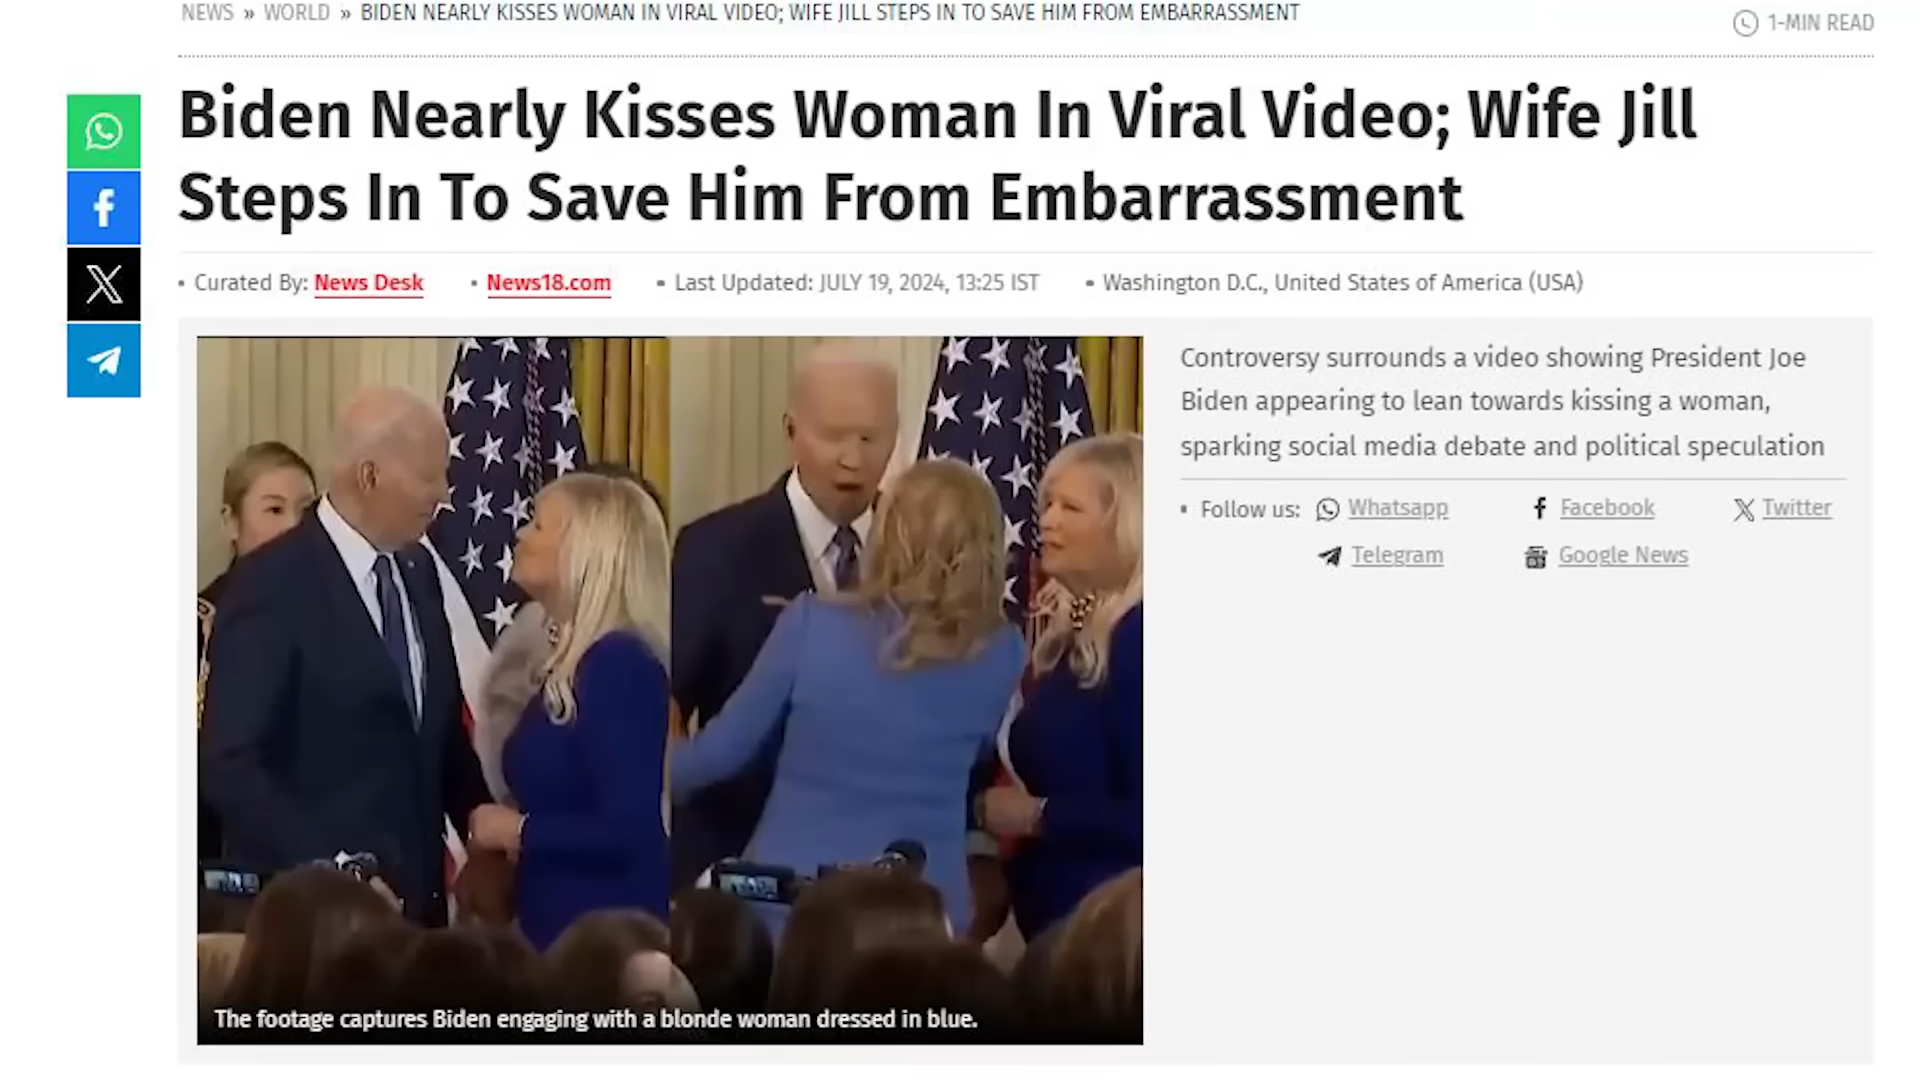 NEWS » WORLD » BIDEN NEARLY KISSES WOMAN IN VIRAL VIDEO; WIFE JILL STEPS IN TO SAVE HIM FROM EMBARRASSMENT
1-MIN READ
Biden Nearly Kisses Woman In Viral Video; Wife Jill
Steps In To Save Him From Embarrassment
• Curated By: News Desk • News18.com • Last Updated: JULY 19, 2024, 13:25 IST • Washington D.C., United States of America (USA)
Controversy surrounds a video showing President Joe
Biden appearing to lean towards kissing a woman,
sparking social media debate and political speculation
• Follow us: Whatsapp Facebook Twitter
Telegram Google News
The footage captures Biden engaging with a blonde woman dressed in blue.